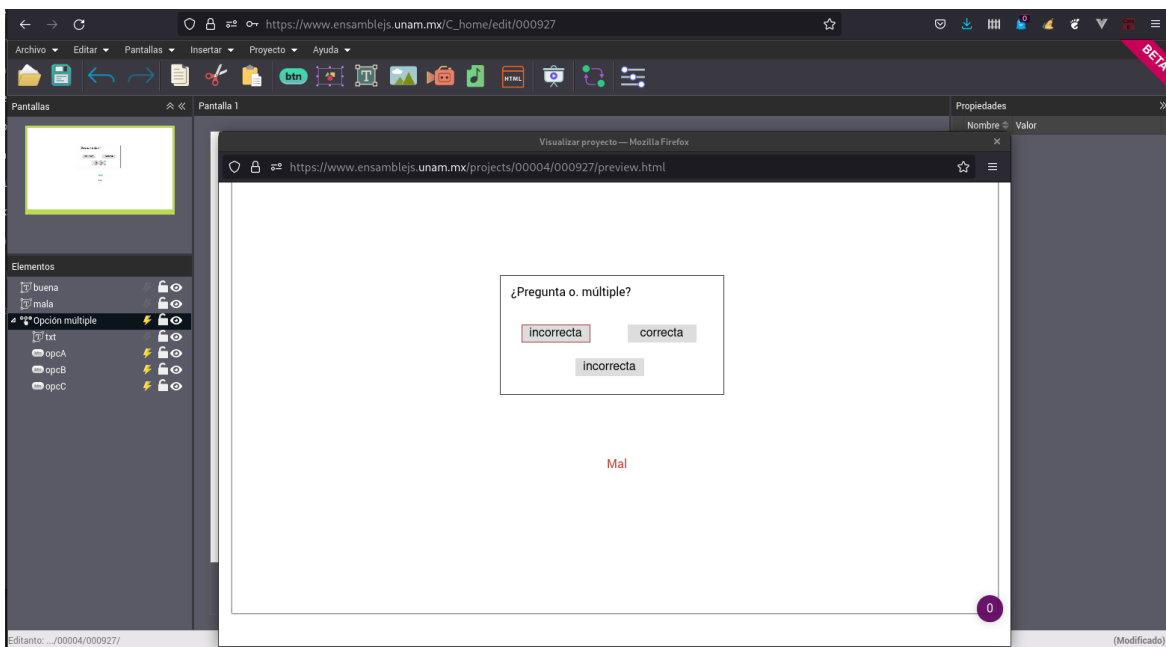 https://www.ensamblejs.unam.mx/C_home/edit/000927
0
Archivo Editar Pantallas Insertar Proyecto Ayuda
BETA
btn T HTML
Pantallas
Pantalla 1
Propiedades
Nombre Valor
Visualizar proyecto — Mozilla Firefox
https://www.ensamblejs.unam.mx/projects/00004/000927/preview.html
Elementos
buena
mala
Opción múltiple
txt
opcA
opcB
opcC
¿Pregunta o. múltiple?
incorrecta correcta
incorrecta
Mal
0
Editanto: .../00004/000927/
(Modificado)